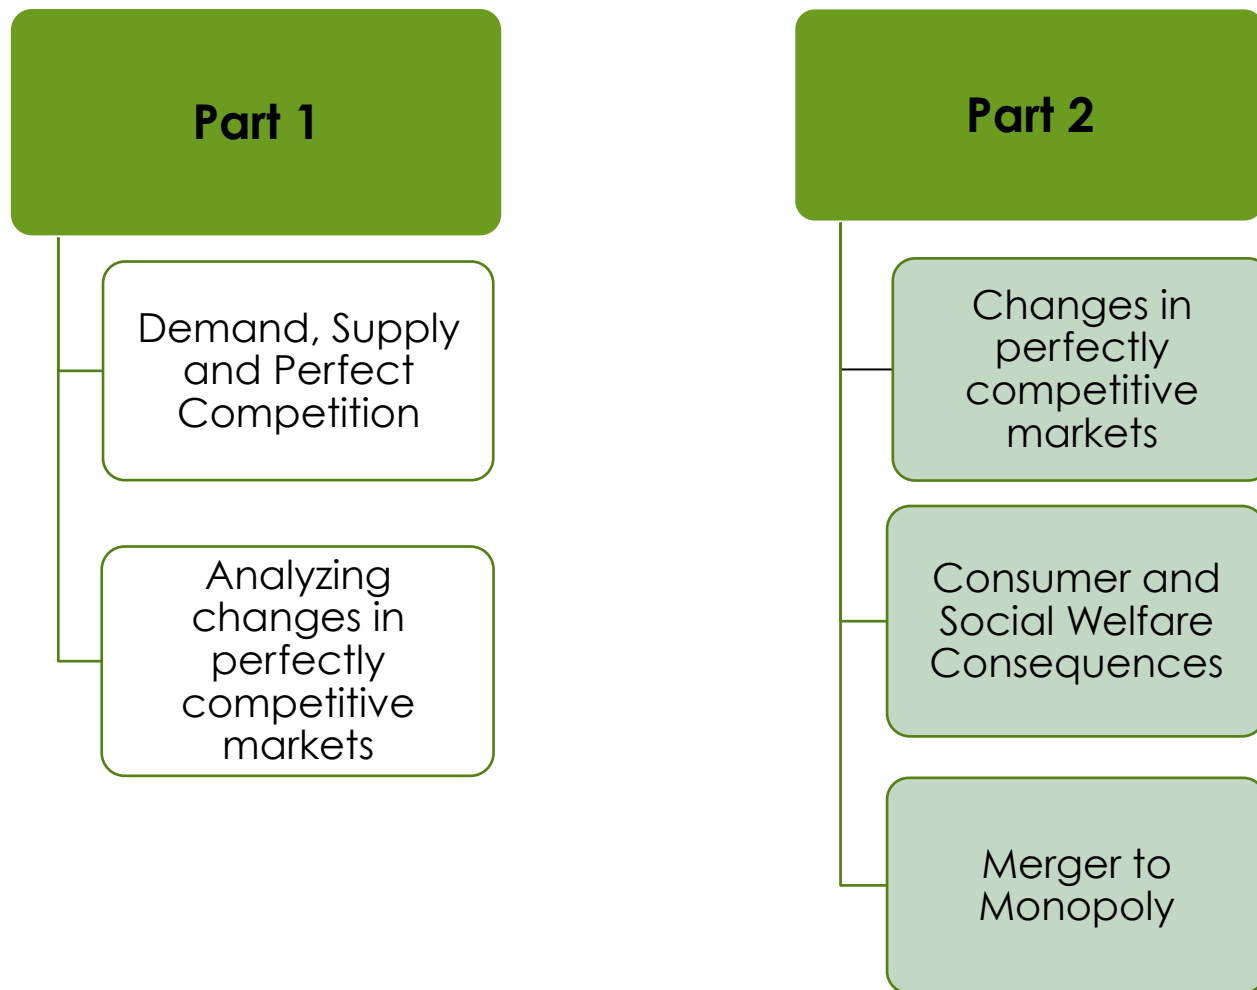 Part 1
Demand, Supply
and Perfect
Competition
Analyzing
changes in
perfectly
competitive
markets
Part 2
Changes in
perfectly
competitive
markets
Consumer and
Social Welfare
Consequences
Merger to
Monopoly